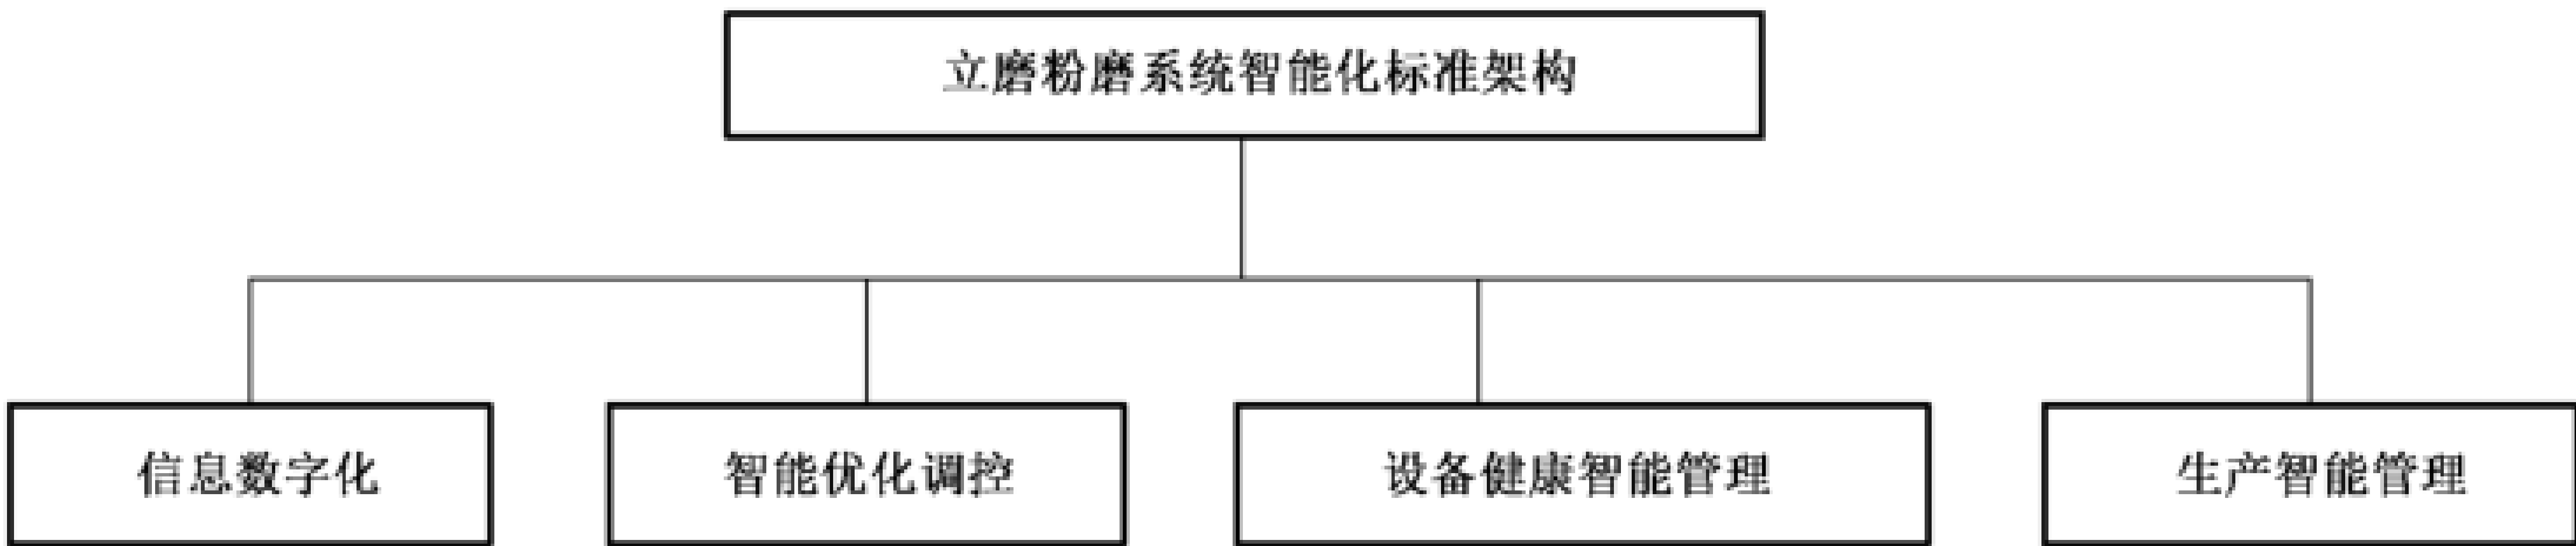 立磨粉磨系统智能化标准架构
信息数字化
智能优化调控
设备健康智能管理
生产智能管理